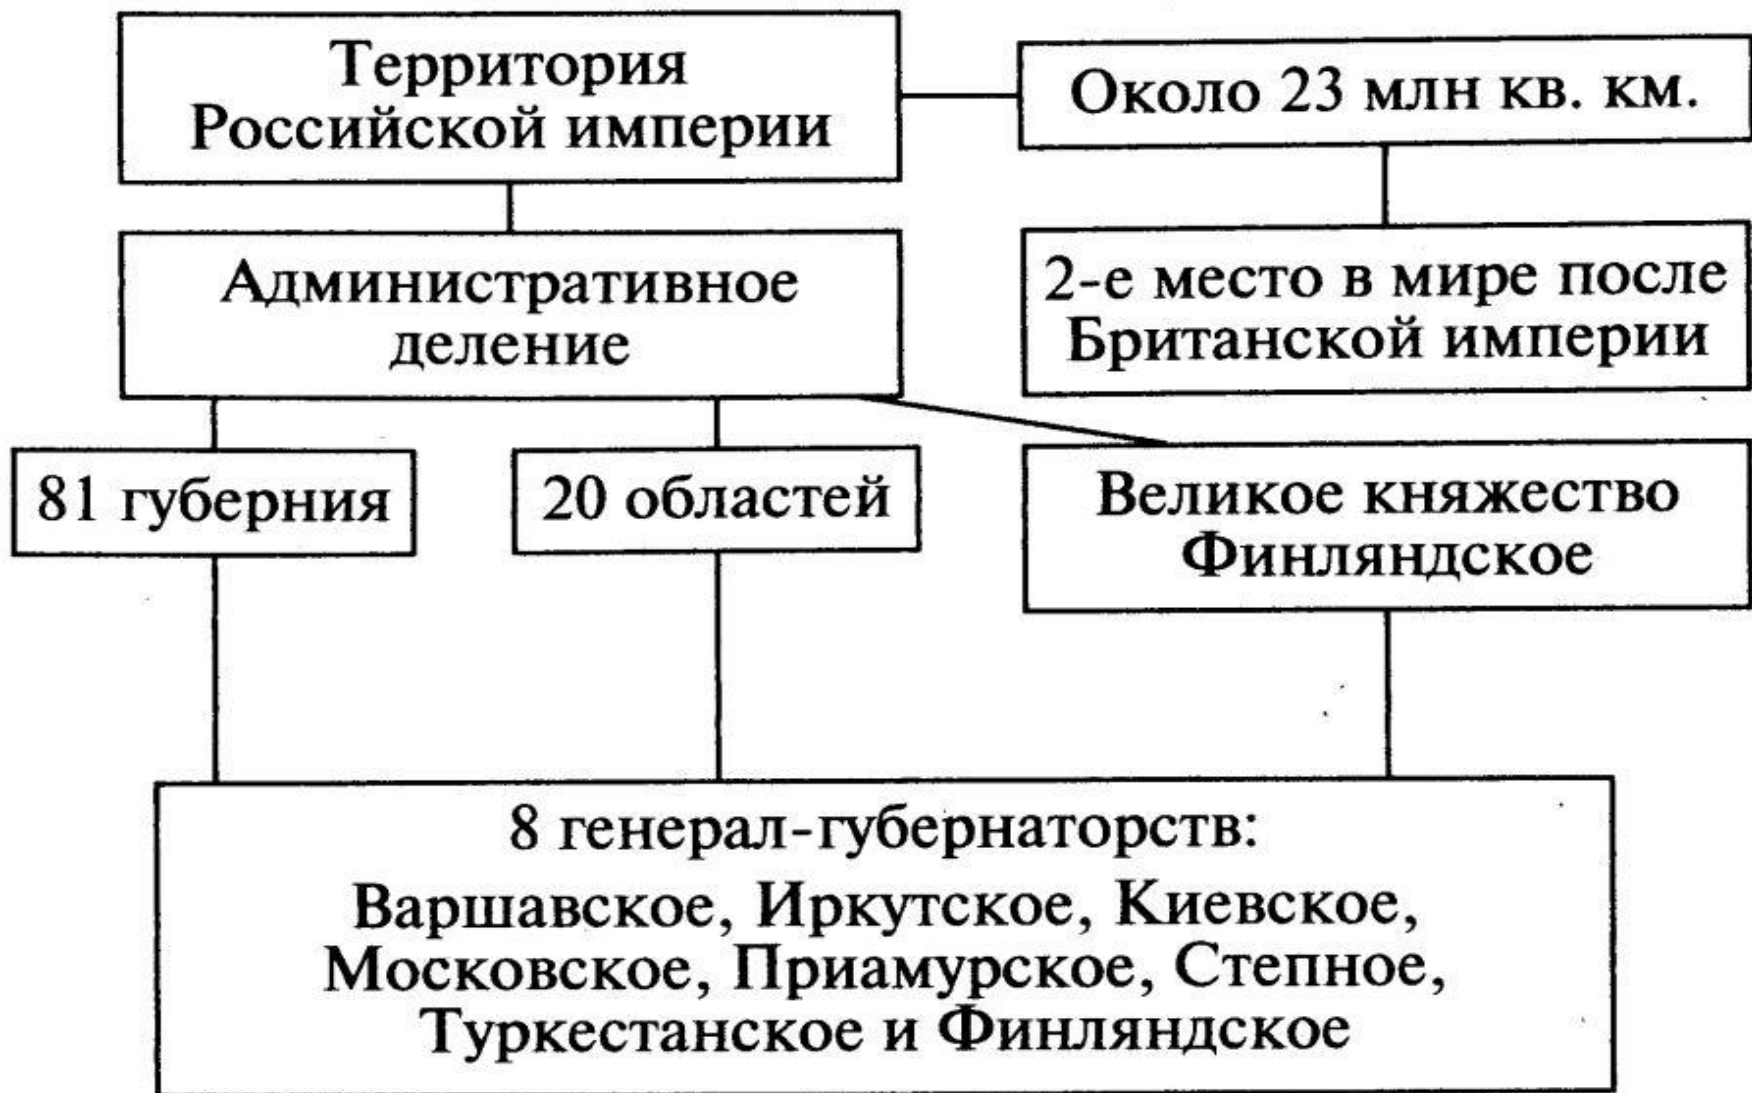 Территория
Российской империи
Около 23 млн кв. км.
Административное
деление
2-е место в мире после
Британской империи
81 губерния
20 областей
Великое княжество
Финляндское
8 генерал-губернаторств:
Варшавское, Иркутское, Киевское,
Московское, Приамурское, Степное,
Туркестанское и Финляндское